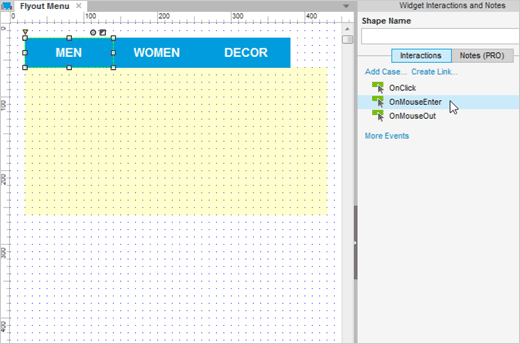 Flyout Menu
Widget Interactions and Notes
0 100 200 300 400
Shape Name
0
MEN WOMEN DECOR
Interactions Notes (PRO)
Add Case... Create Link...
OnClick
100
OnMouseEnter
OnMouseOut
More Events
200
300
400